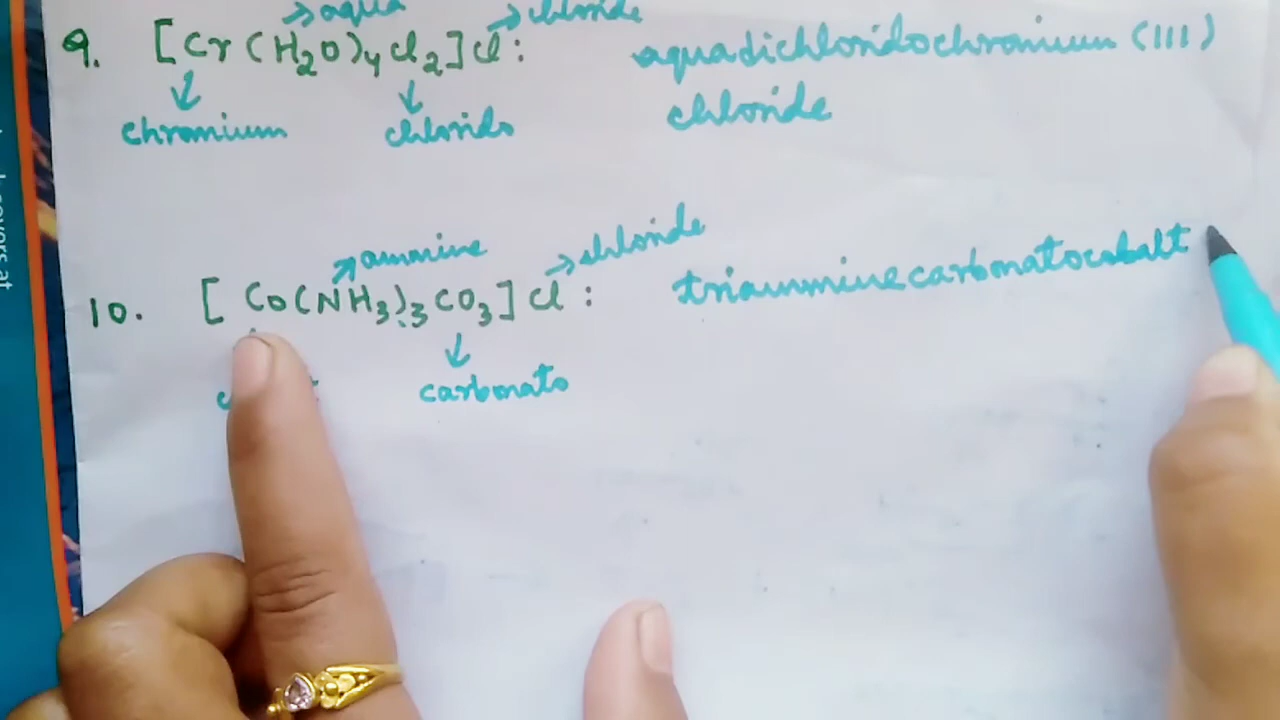 aqua chloride
9. [Cr(H2O)4Cl2]Cl: aquadichloridochromium (III)
chromium chlorido chloride
ammine chloride
10. [Co(NH3)3CO3]Cl: triamminecarbonatocobalt
carbonato